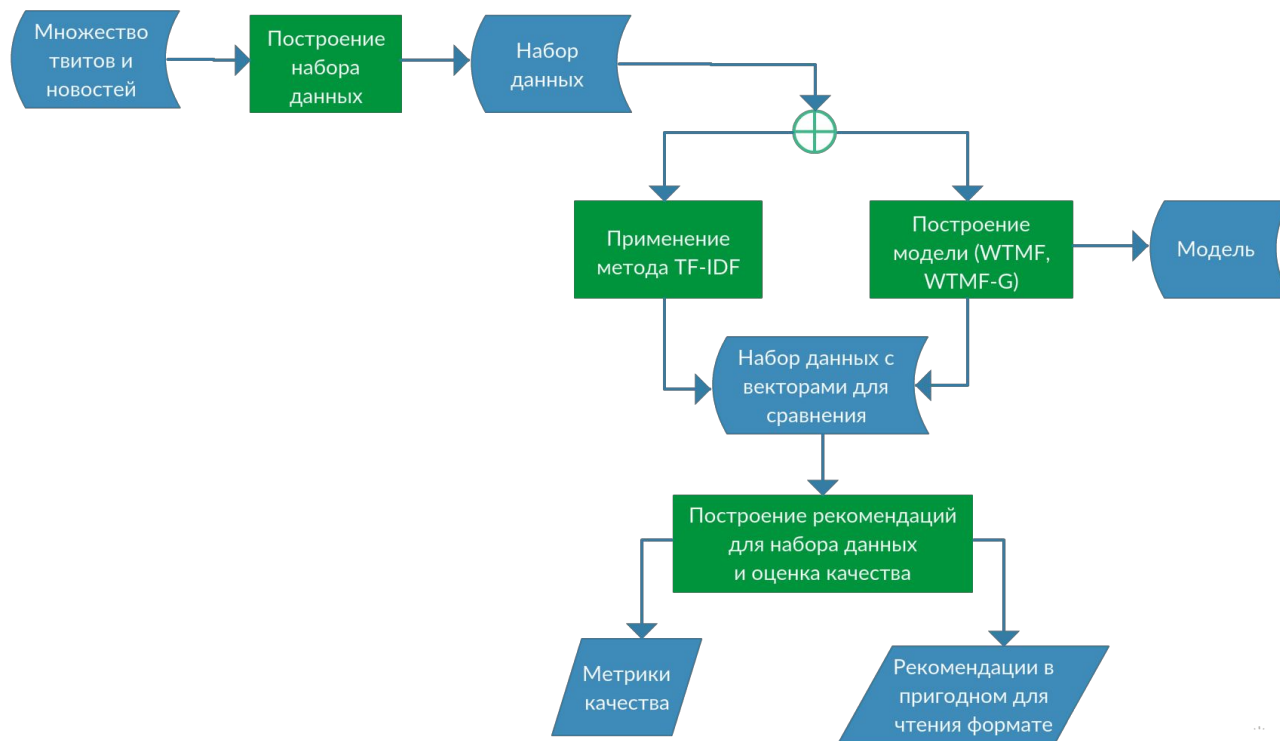 Множество
твитов и
новостей
Построение
набора
данных
Набор
данных
Применение
метода TF-IDF
Построение
модели (WTMF,
WTMF-G)
Модель
Набор данных с
векторами для
сравнения
Построение рекомендаций
для набора данных
и оценка качества
Метрики
качества
Рекомендации в
пригодном для
чтения формате